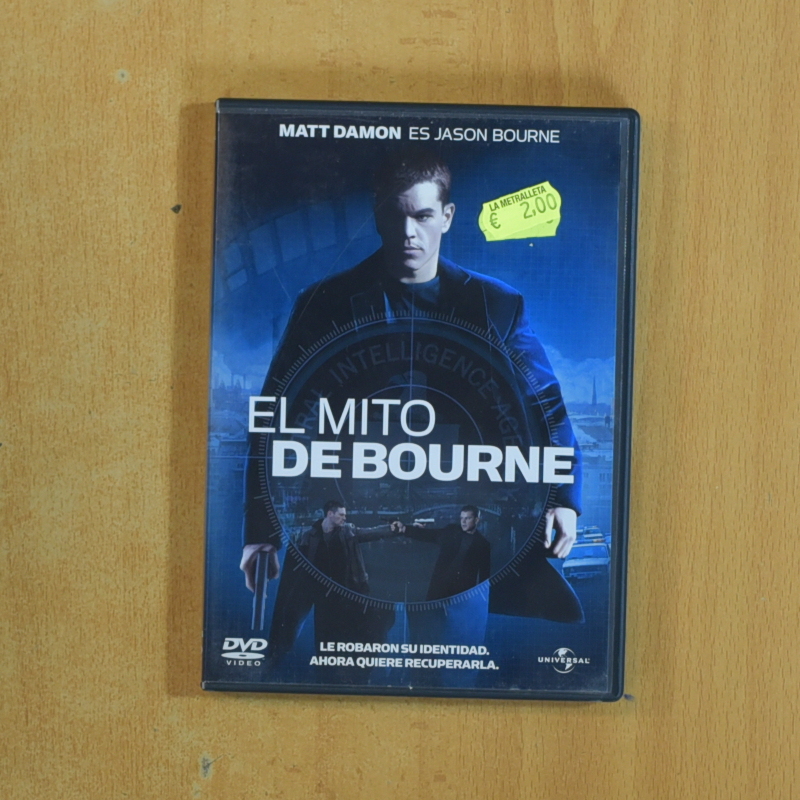 MATT DAMON ES JASON BOURNE
LA METRALLETA
€ 2,00
INTELLIGENCE
EL MITO
DE BOURNE
LE ROBARON SU IDENTIDAD.
AHORA QUIERE RECUPERARLA.
DVD
VIDEO
UNIVERSAL